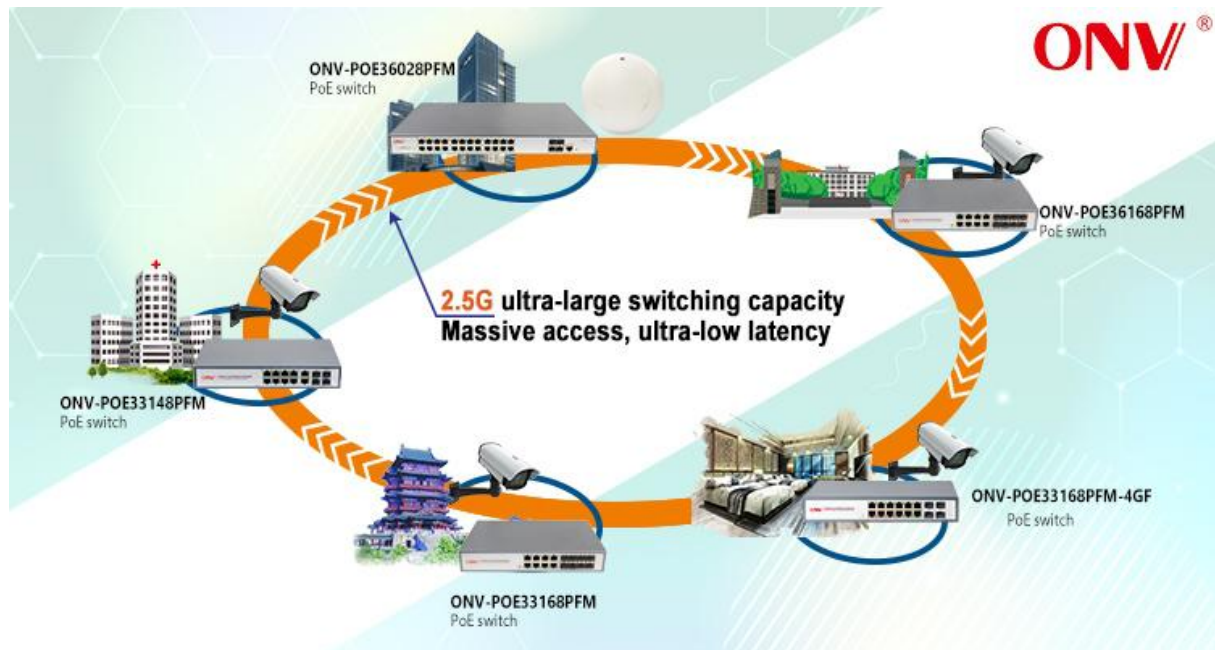 ONV®
ONV-POE36028PFM
PoE switch
ONV-POE36168PFM
PoE switch
2.5G ultra-large switching capacity
Massive access, ultra-low latency
ONV-POE33148PFM
PoE switch
ONV-POE33168PFM-4GF
PoE switch
ONV-POE33168PFM
PoE switch